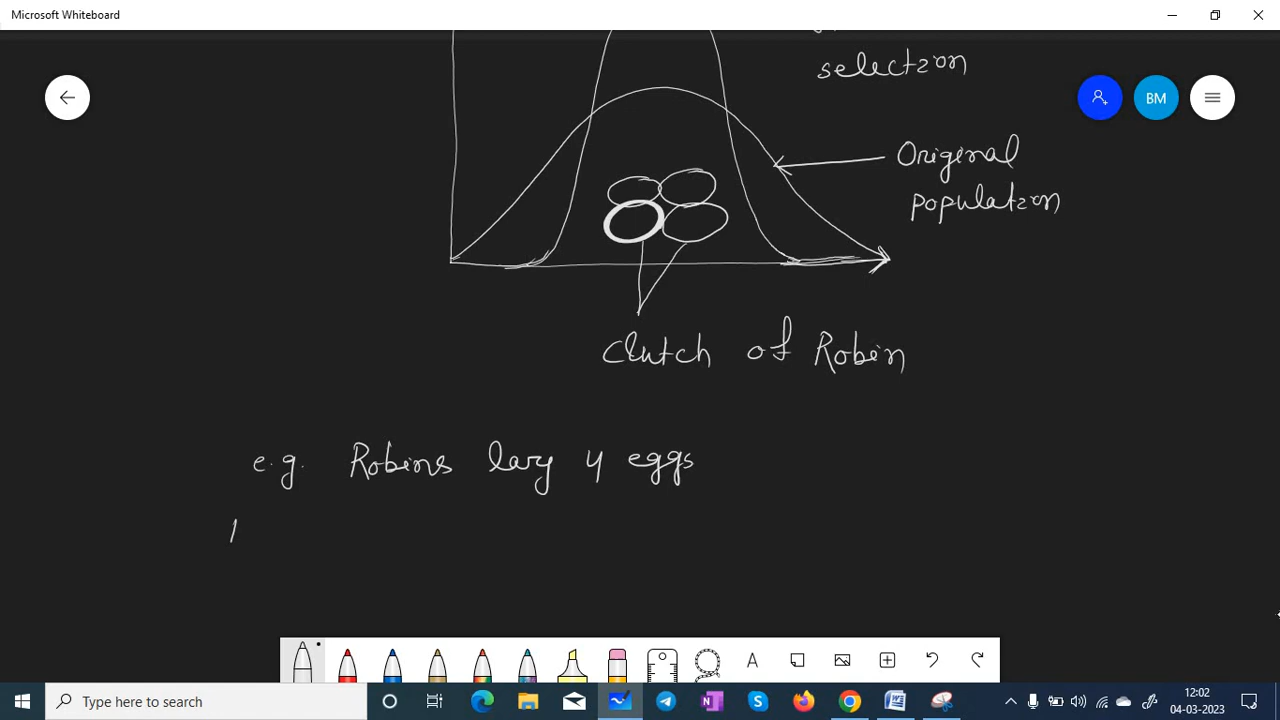 Microsoft Whiteboard
selection
BM
Original
population
Clutch of Robin
e.g. Robins lay 4 eggs
A
Type here to search
12:02
04-03-2023